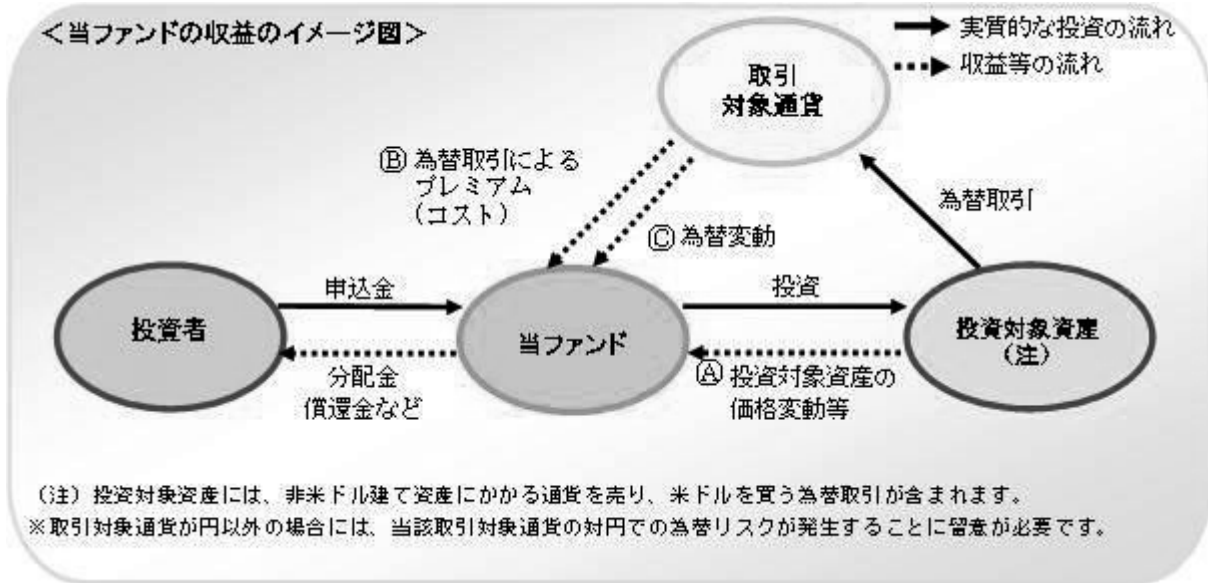 ＜当ファンドの収益のイメージ図＞
実質的な投資の流れ
収益等の流れ
取引
対象通貨
Ⓑ 為替取引による
プレミアム
（コスト）
Ⓒ 為替変動
為替取引
投資者
申込金
分配金
償還金など
当ファンド
投資
Ⓐ 投資対象資産の
価格変動等
投資対象資産
（注）
（注）投資対象資産には、非米ドル建て資産にかかる通貨を売り、米ドルを買う為替取引が含まれます。
※取引対象通貨が円以外の場合には、当該取引対象通貨の対円での為替リスクが発生することに留意が必要です。